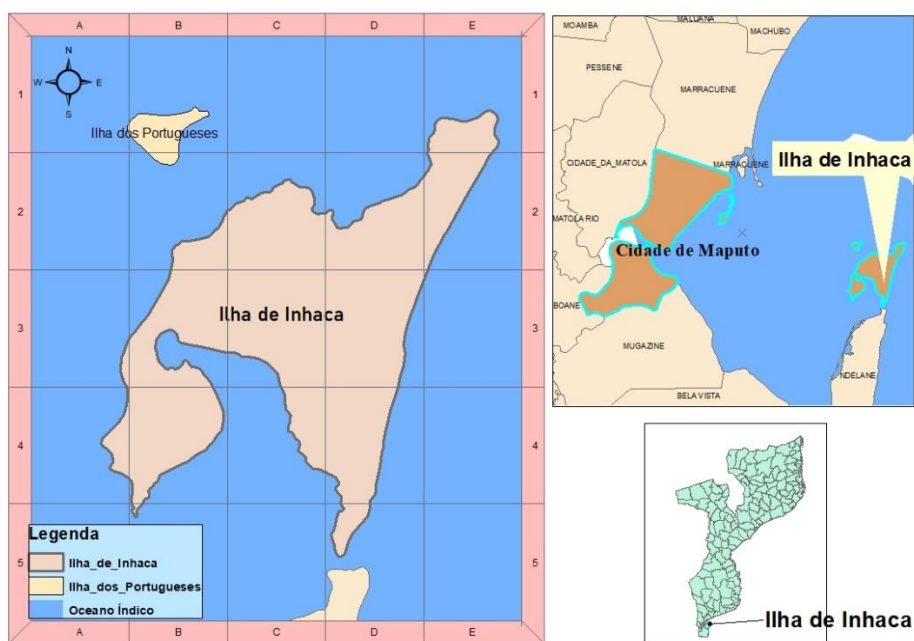 A B C D E
N
W E
S
1 1
Ilha dos Portugueses
2 2
Ilha de Inhaca
3 3
4 4
5 5
Legenda
Ilha_de_Inhaca
Ilha_dos_Portugueses
Oceano Índico
A B C D E
MOAMBA
MALUANA
MACHUBO
PESSENE
MARRACUENE
CIDADE_DA_MATOLA
MARRACUENE
Ilha de Inhaca
MATOLA RIO
Cidade de Maputo
BOANE
MUGAZINE
NDELANE
BELA VISTA
Ilha de Inhaca